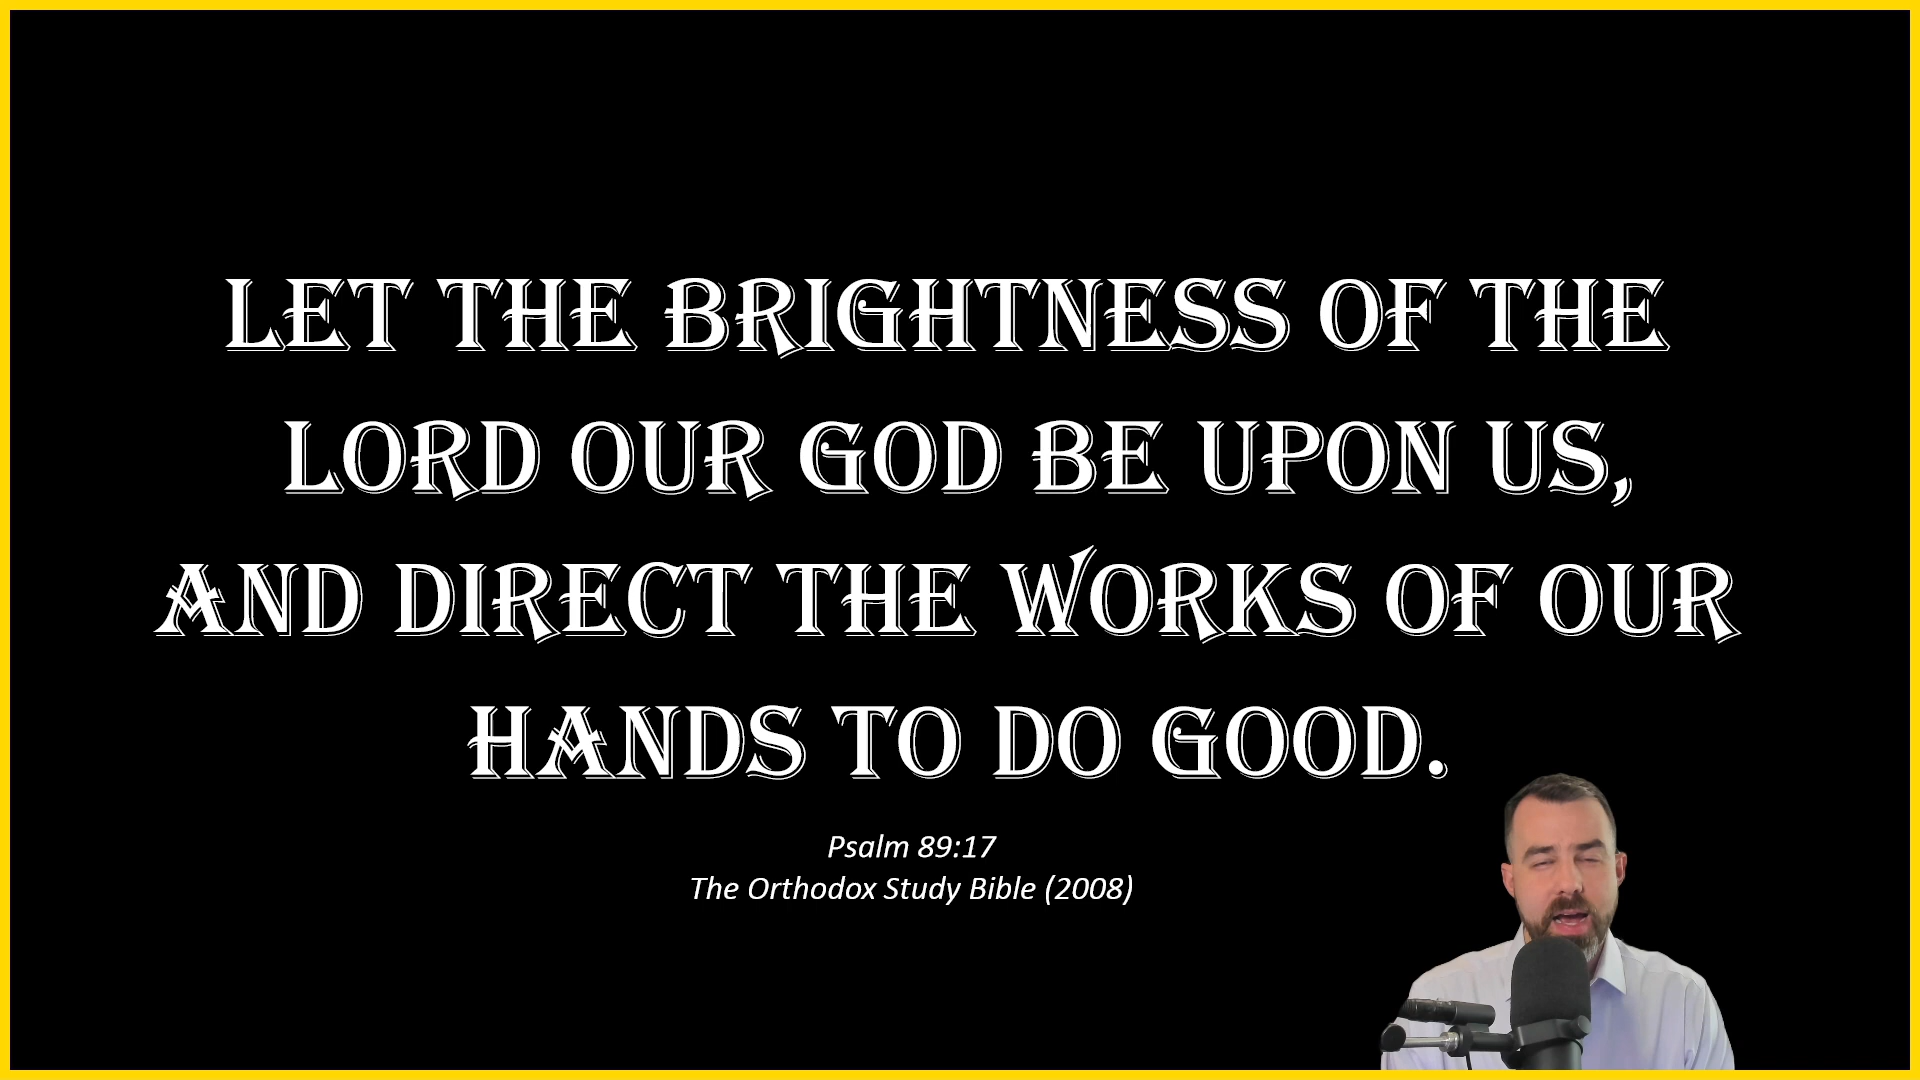 LET THE BRIGHTNESS OF THE
LORD OUR GOD BE UPON US,
AND DIRECT THE WORKS OF OUR
HANDS TO DO GOOD.
Psalm 89:17
The Orthodox Study Bible (2008)